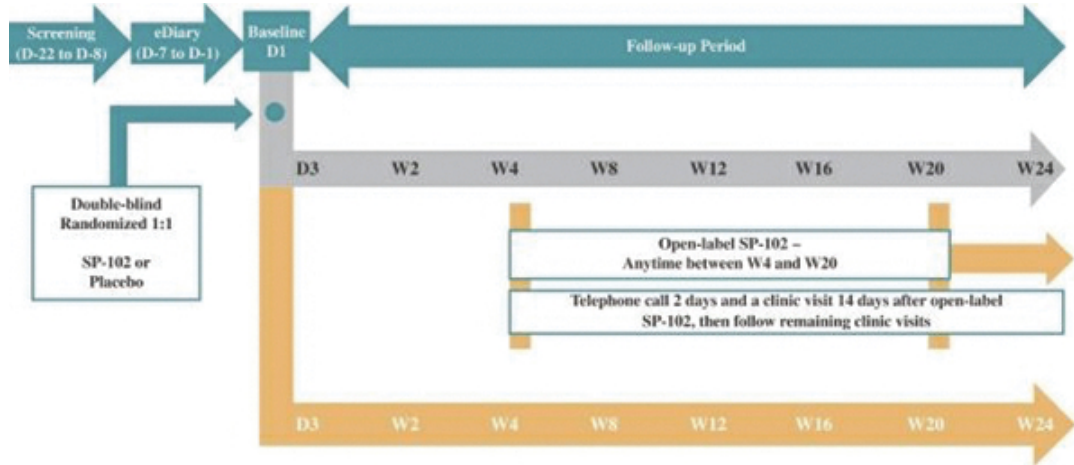 Screening
(D-22 to D-8)
eDiary
(D-7 to D-1)
Baseline
D1
Follow-up Period
D3 W2 W4 W8 W12 W16 W20 W24
Double-blind
Randomized 1:1
SP-102 or
Placebo
Open-label SP-102 –
Anytime between W4 and W20
Telephone call 2 days and a clinic visit 14 days after open-label
SP-102, then follow remaining clinic visits
D3 W2 W4 W8 W12 W16 W20 W24